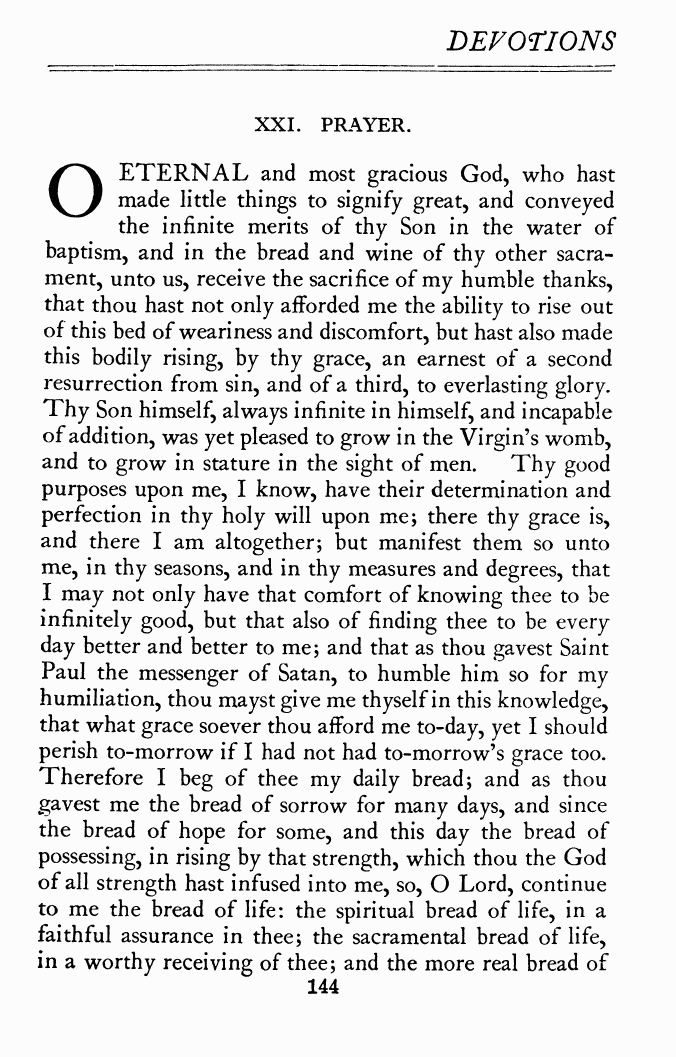 DEVOTIONS
XXI. PRAYER.
O ETERNAL and most gracious God, who hast
made little things to signify great, and conveyed
the infinite merits of thy Son in the water of
baptism, and in the bread and wine of thy other sacra-
ment, unto us, receive the sacrifice of my humble thanks,
that thou hast not only afforded me the ability to rise out
of this bed of weariness and discomfort, but hast also made
this bodily rising, by thy grace, an earnest of a second
resurrection from sin, and of a third, to everlasting glory.
Thy Son himself, always infinite in himself, and incapable
of addition, was yet pleased to grow in the Virgin's womb,
and to grow in stature in the sight of men. Thy good
purposes upon me, I know, have their determination and
perfection in thy holy will upon me; there thy grace is,
and there I am altogether; but manifest them so unto
me, in thy seasons, and in thy measures and degrees, that
I may not only have that comfort of knowing thee to be
infinitely good, but that also of finding thee to be every
day better and better to me; and that as thou gavest Saint
Paul the messenger of Satan, to humble him so for my
humiliation, thou mayst give me thyself in this knowledge,
that what grace soever thou afford me to-day, yet I should
perish to-morrow if I had not had to-morrow's grace too.
Therefore I beg of thee my daily bread; and as thou
gavest me the bread of sorrow for many days, and since
the bread of hope for some, and this day the bread of
possessing, in rising by that strength, which thou the God
of all strength hast infused into me, so, O Lord, continue
to me the bread of life: the spiritual bread of life, in a
faithful assurance in thee; the sacramental bread of life,
in a worthy receiving of thee; and the more real bread of
144